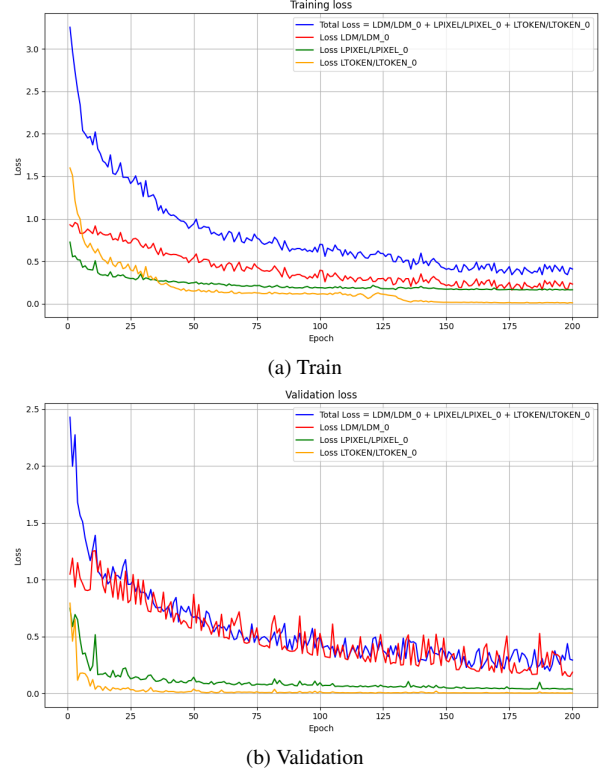 Training loss
Total Loss = LDM/LDM_0 + LPIXEL/LPIXEL_0 + LTOKEN/LTOKEN_0
Loss LDM/LDM_0
Loss LPIXEL/LPIXEL_0
Loss LTOKEN/LTOKEN_0
3.0
2.5
2.0
1.5
1.0
0.5
0.0
Loss
0 25 50 75 100 125 150 175 200
Epoch
(a) Train
Validation loss
Total Loss = LDM/LDM_0 + LPIXEL/LPIXEL_0 + LTOKEN/LTOKEN_0
Loss LDM/LDM_0
Loss LPIXEL/LPIXEL_0
Loss LTOKEN/LTOKEN_0
2.5
2.0
1.5
1.0
0.5
0.0
Loss
0 25 50 75 100 125 150 175 200
Epoch
(b) Validation